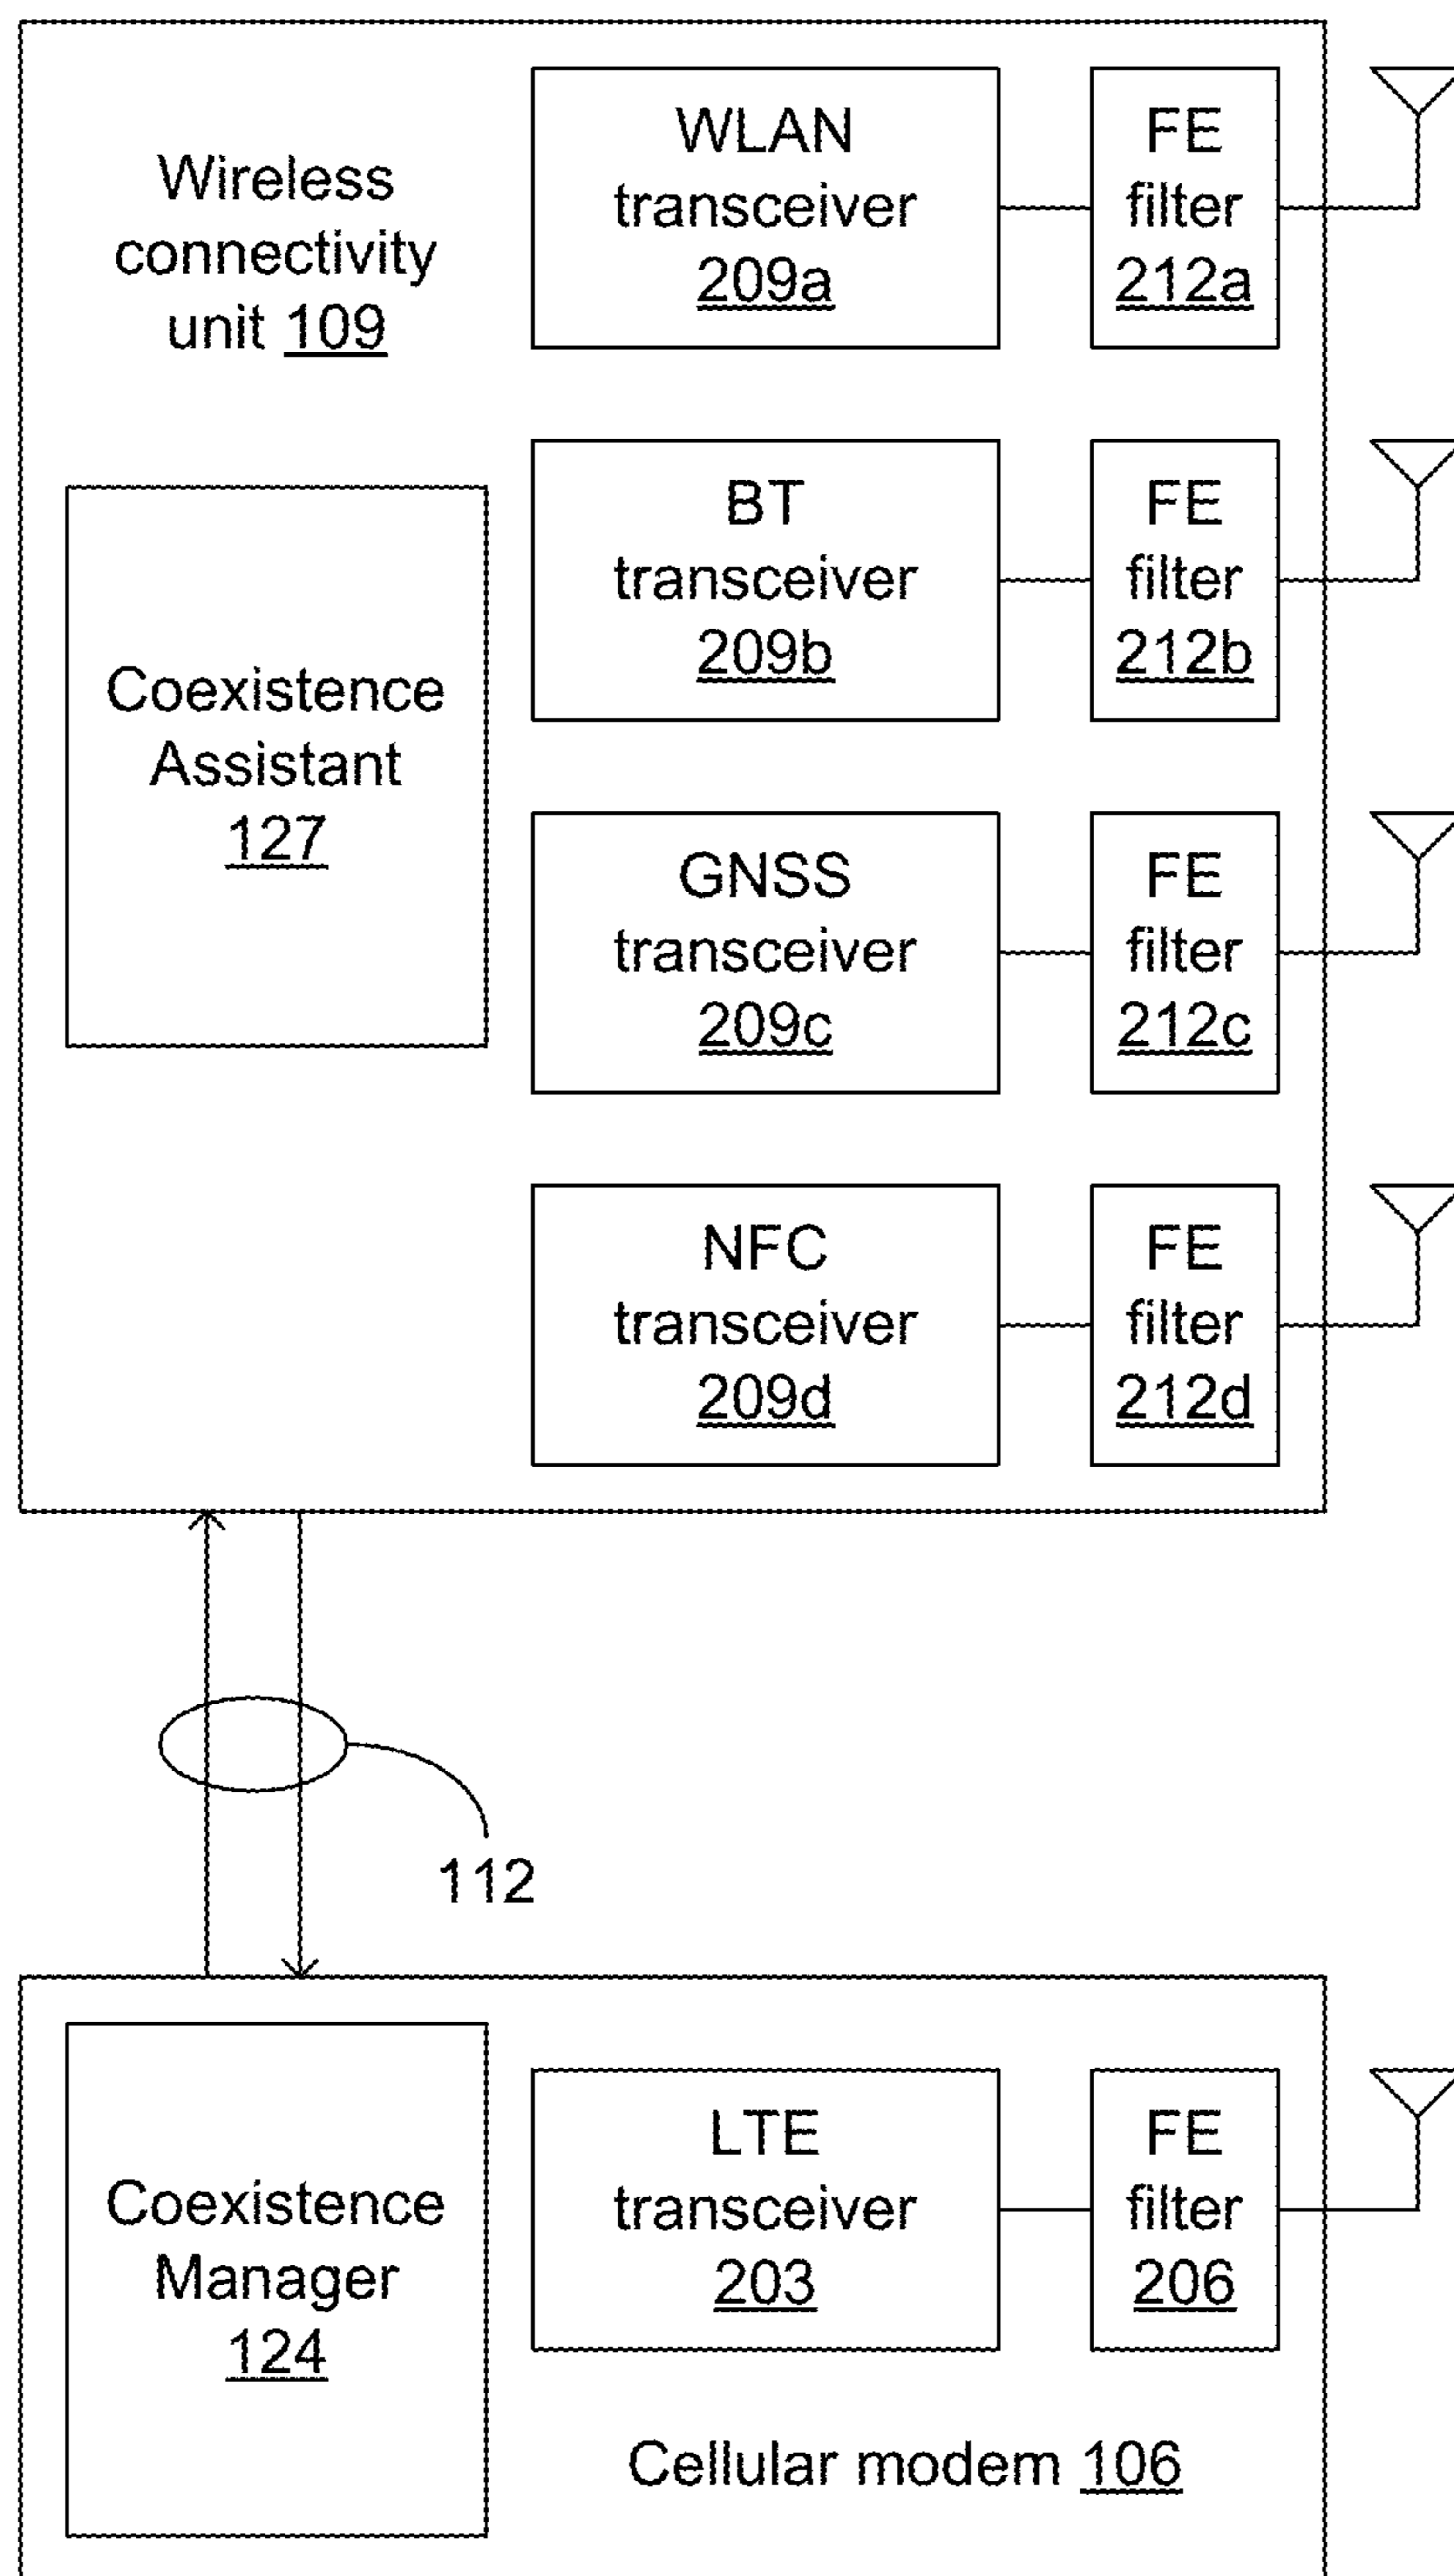 Wireless
connectivity
unit 109
WLAN
transceiver
209a
FE
filter
212a
Coexistence
Assistant
127
BT
transceiver
209b
FE
filter
212b
GNSS
transceiver
209c
FE
filter
212c
NFC
transceiver
209d
FE
filter
212d
112
Coexistence
Manager
124
LTE
transceiver
203
FE
filter
206
Cellular modem 106